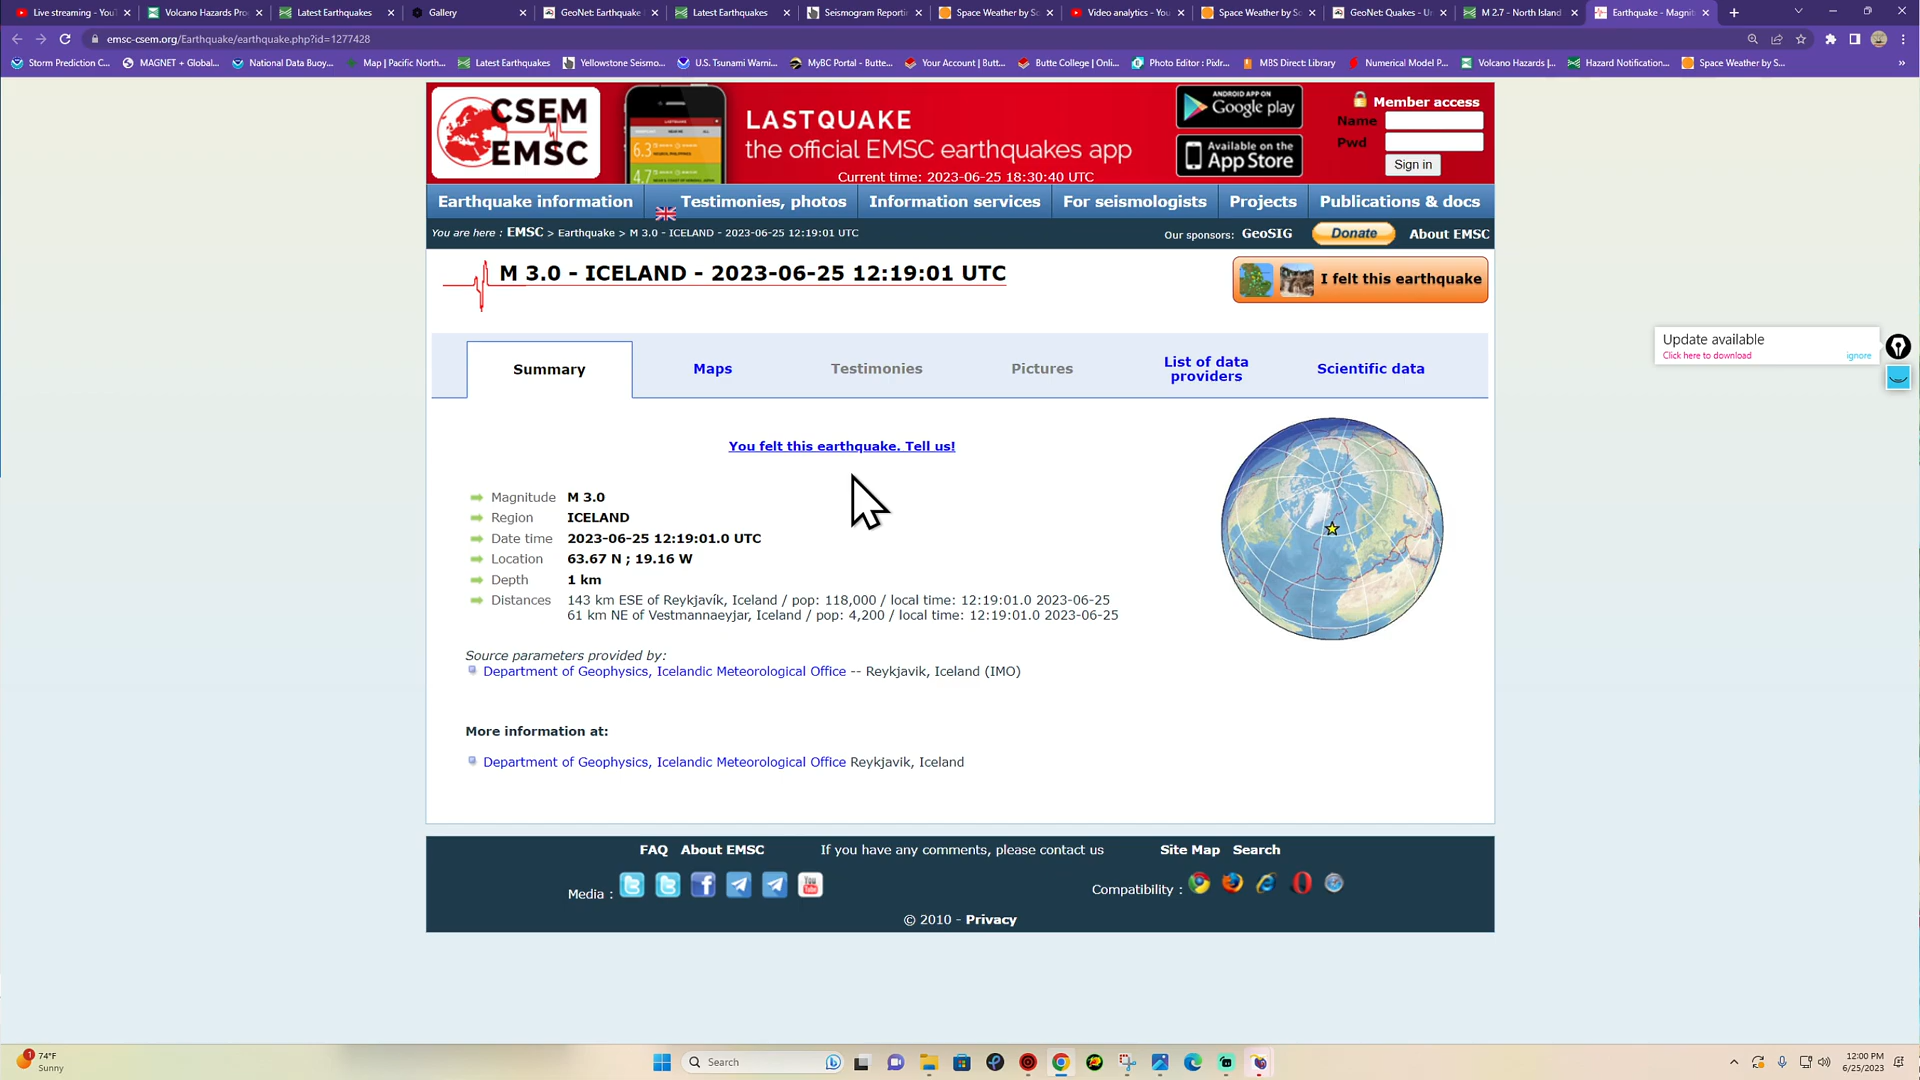 Live streaming - YouT
Volcano Hazards Pro
Latest Earthquakes
Gallery
GeoNet: Earthquake
Latest Earthquakes
Seismogram Reportin
Space Weather by So
Video analytics - You
Space Weather by So
GeoNet: Quakes - Ur
M 2.7 - North Island
Earthquake - Magnit
emsc-csem.org/Earthquake/earthquake.php?id=1277428
Storm Prediction C...
MAGNET + Global...
National Data Buoy...
Map | Pacific North...
Latest Earthquakes
Yellowstone Seismo...
U.S. Tsunami Warni...
MyBC Portal - Butte...
Your Account | Butt...
Butte College | Onli...
Photo Editor : Pixlr...
MBS Direct: Library
Numerical Model P...
Volcano Hazards |...
Hazard Notification...
Space Weather by S...
CSEM
EMSC
LASTQUAKE
the official EMSC earthquakes app
Current time: 2023-06-25 18:30:40 UTC
ANDROID APP ON
Google play
Available on the
App Store
Member access
Name
Pwd
Sign in
Earthquake information
Testimonies, photos
Information services
For seismologists
Projects
Publications & docs
You are here : EMSC > Earthquake > M 3.0 - ICELAND - 2023-06-25 12:19:01 UTC
Our sponsors: GeoSIG
Donate
About EMSC
M 3.0 - ICELAND - 2023-06-25 12:19:01 UTC
I felt this earthquake
Update available
Click here to download
ignore
Summary
Maps
Testimonies
Pictures
List of data
providers
Scientific data
You felt this earthquake. Tell us!
Magnitude M 3.0
Region ICELAND
Date time 2023-06-25 12:19:01.0 UTC
Location 63.67 N ; 19.16 W
Depth 1 km
Distances 143 km ESE of Reykjavík, Iceland / pop: 118,000 / local time: 12:19:01.0 2023-06-25
61 km NE of Vestmannaeyjar, Iceland / pop: 4,200 / local time: 12:19:01.0 2023-06-25
Source parameters provided by:
Department of Geophysics, Icelandic Meteorological Office -- Reykjavik, Iceland (IMO)
More information at:
Department of Geophysics, Icelandic Meteorological Office Reykjavik, Iceland
FAQ
About EMSC
If you have any comments, please contact us
Site Map
Search
Media :
You
Tube
Compatibility :
© 2010 - Privacy
1
74°F
Sunny
Search
12:00 PM
6/25/2023